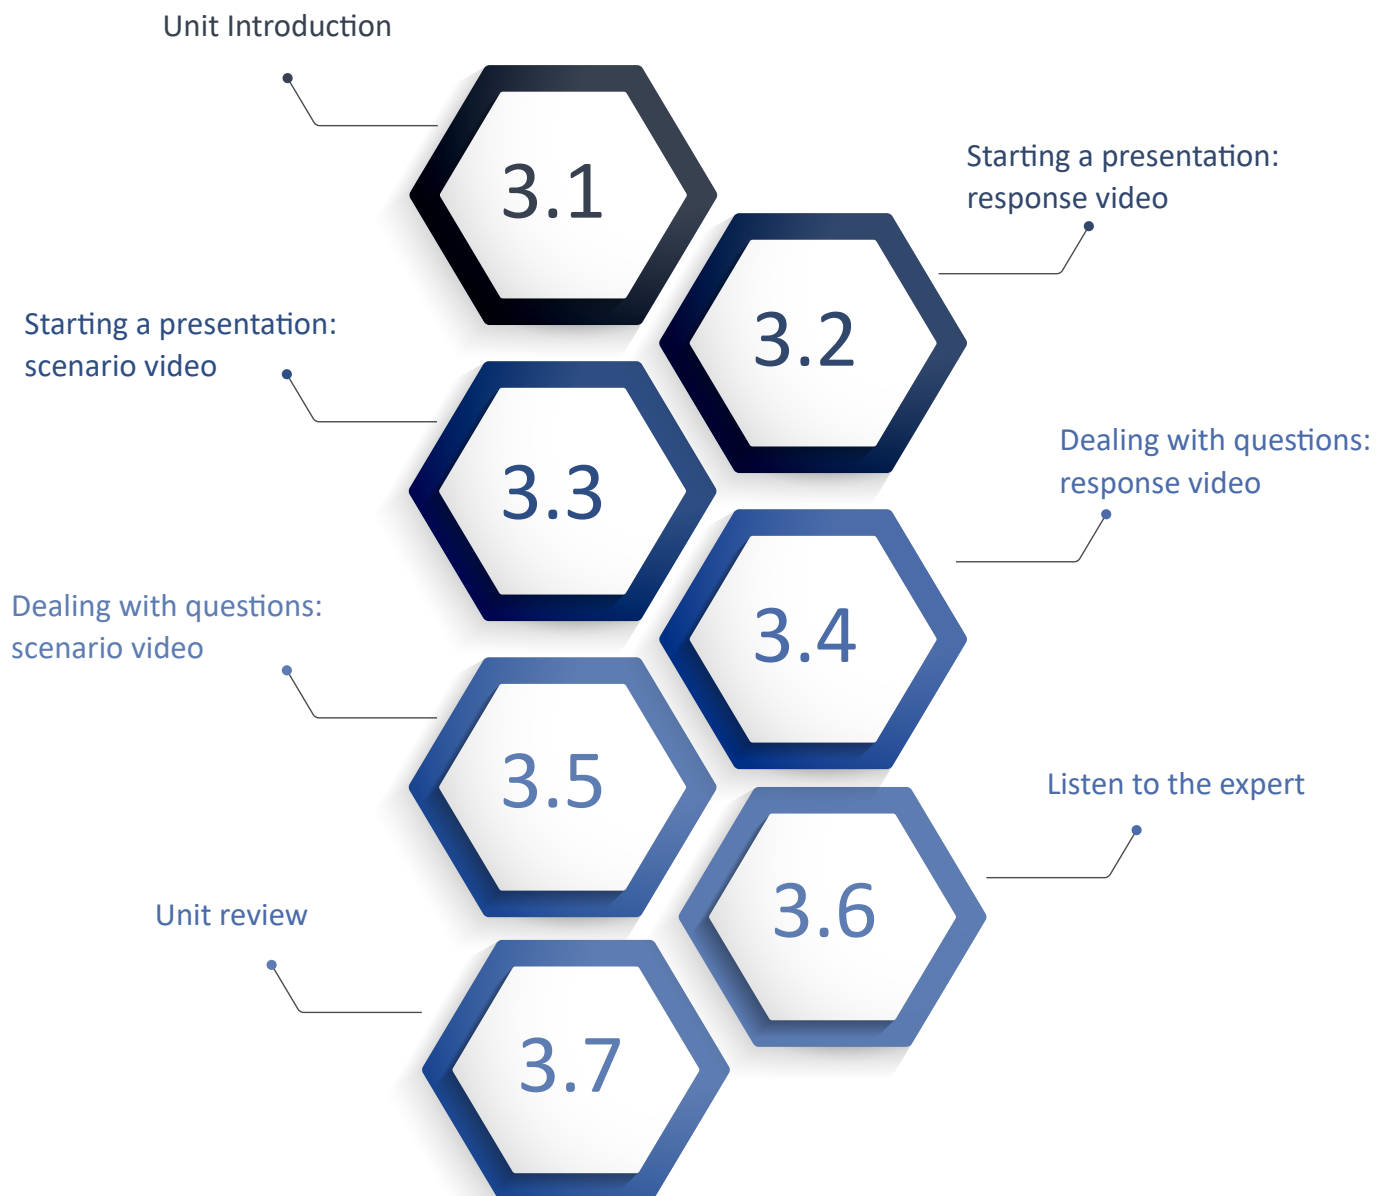 Unit Introduction
3.1
Starting a presentation:
response video
3.2
Starting a presentation:
scenario video
3.3
Dealing with questions:
response video
3.4
Dealing with questions:
scenario video
3.5
Listen to the expert
3.6
Unit review
3.7